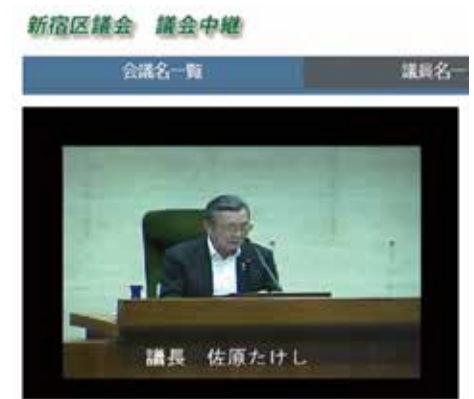 新宿区議会 議会中継
会議名一覧
議員名一
議長 佐原たけし